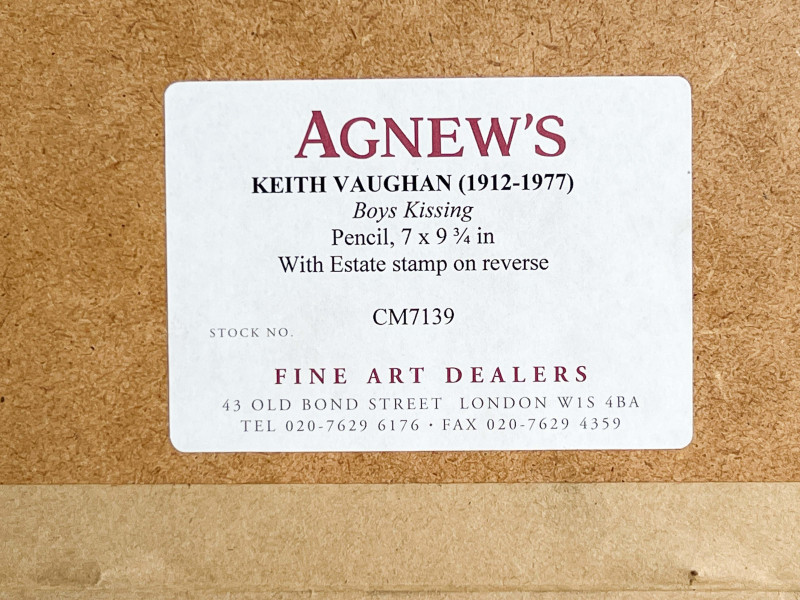 AGNEW'S
KEITH VAUGHAN (1912-1977)
Boys Kissing
Pencil, 7 x 9 ¾ in
With Estate stamp on reverse
CM7139
STOCK NO.
FINE ART DEALERS
43 OLD BOND STREET LONDON W1S 4BA
TEL 020-7629 6176 · FAX 020-7629 4359